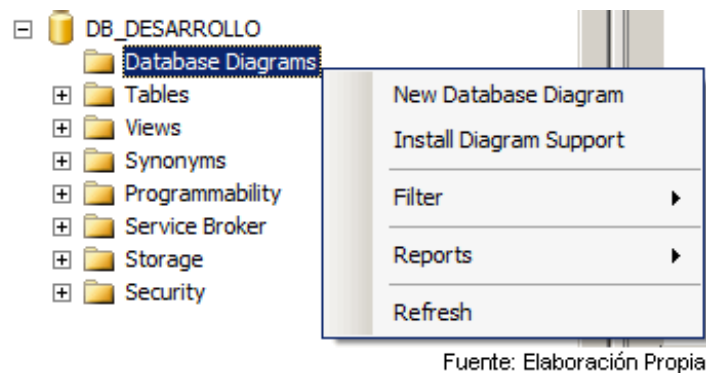 DB_DESARROLLO
Database Diagrams
Tables
Views
Synonyms
Programmability
Service Broker
Storage
Security
New Database Diagram
Install Diagram Support
Filter
Reports
Refresh
Fuente: Elaboración Propia